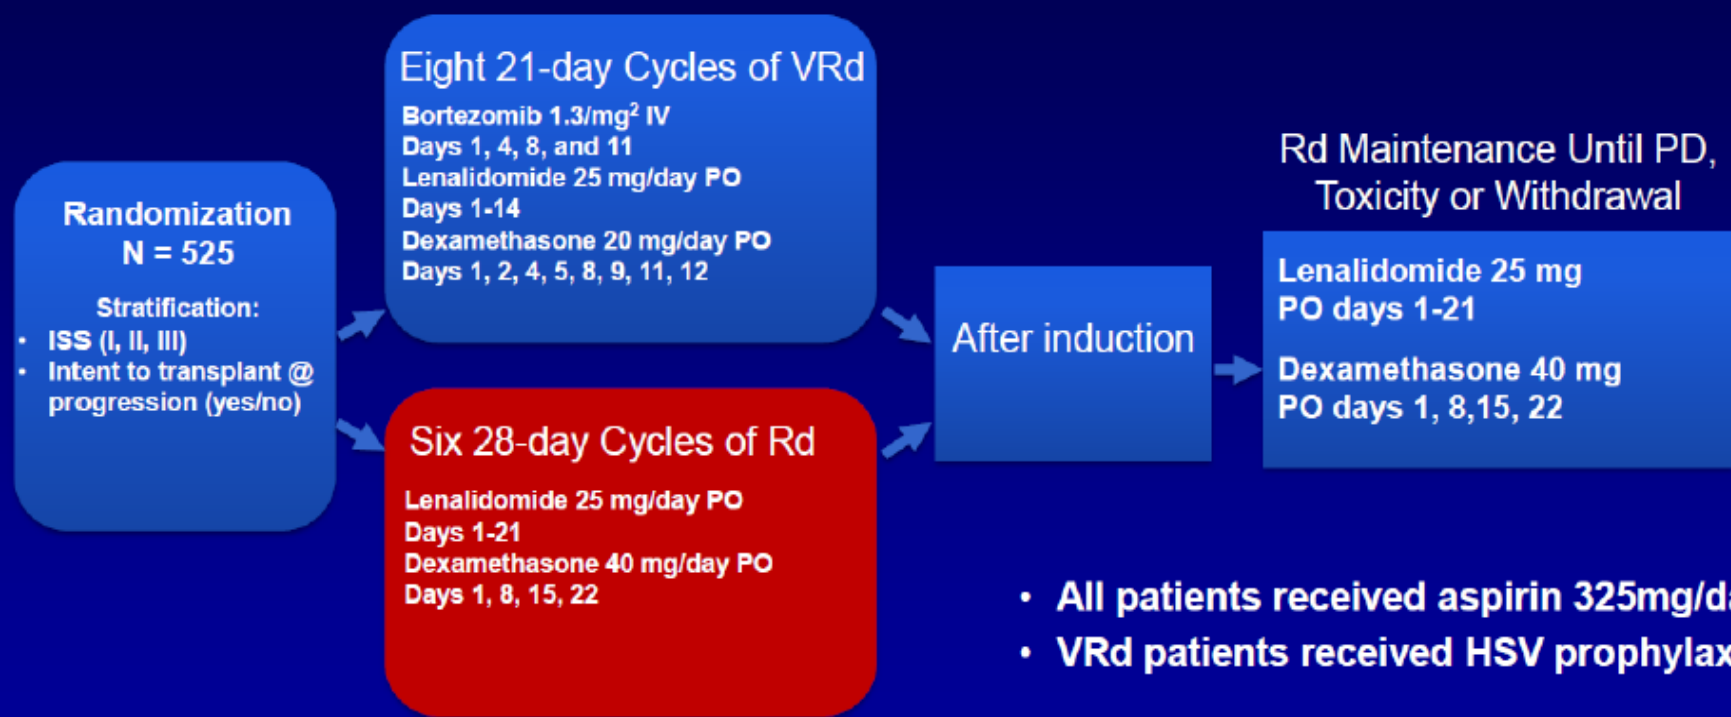 Randomization
N = 525
Stratification:
• ISS (I, II, III)
• Intent to transplant @
progression (yes/no)
Eight 21-day Cycles of VRd
Bortezomib 1.3/mg² IV
Days 1, 4, 8, and 11
Lenalidomide 25 mg/day PO
Days 1-14
Dexamethasone 20 mg/day PO
Days 1, 2, 4, 5, 8, 9, 11, 12
Six 28-day Cycles of Rd
Lenalidomide 25 mg/day PO
Days 1-21
Dexamethasone 40 mg/day PO
Days 1, 8, 15, 22
After induction
Rd Maintenance Until PD,
Toxicity or Withdrawal
Lenalidomide 25 mg
PO days 1-21
Dexamethasone 40 mg
PO days 1, 8,15, 22
• All patients received aspirin 325mg/da
• VRd patients received HSV prophylax